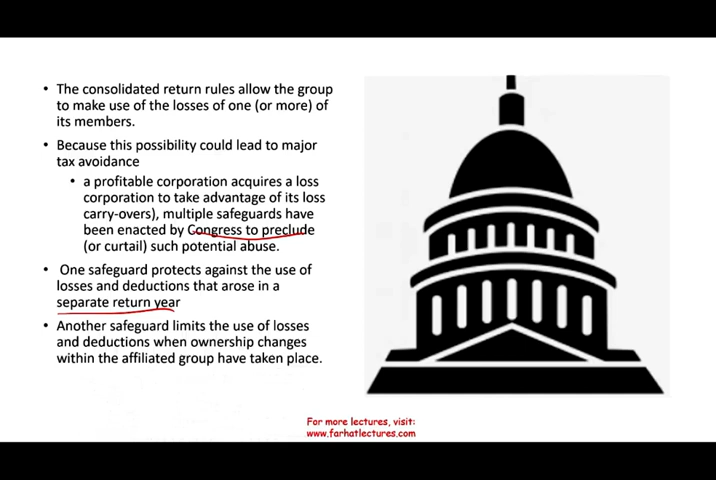 • The consolidated return rules allow the group
to make use of the losses of one (or more) of
its members.
• Because this possibility could lead to major
tax avoidance
• a profitable corporation acquires a loss
corporation to take advantage of its loss
carry-overs), multiple safeguards have
been enacted by Congress to preclude
(or curtail) such potential abuse.
• One safeguard protects against the use of
losses and deductions that arose in a
separate return year
• Another safeguard limits the use of losses
and deductions when ownership changes
within the affiliated group have taken place.
For more lectures, visit:
www.farhatlectures.com